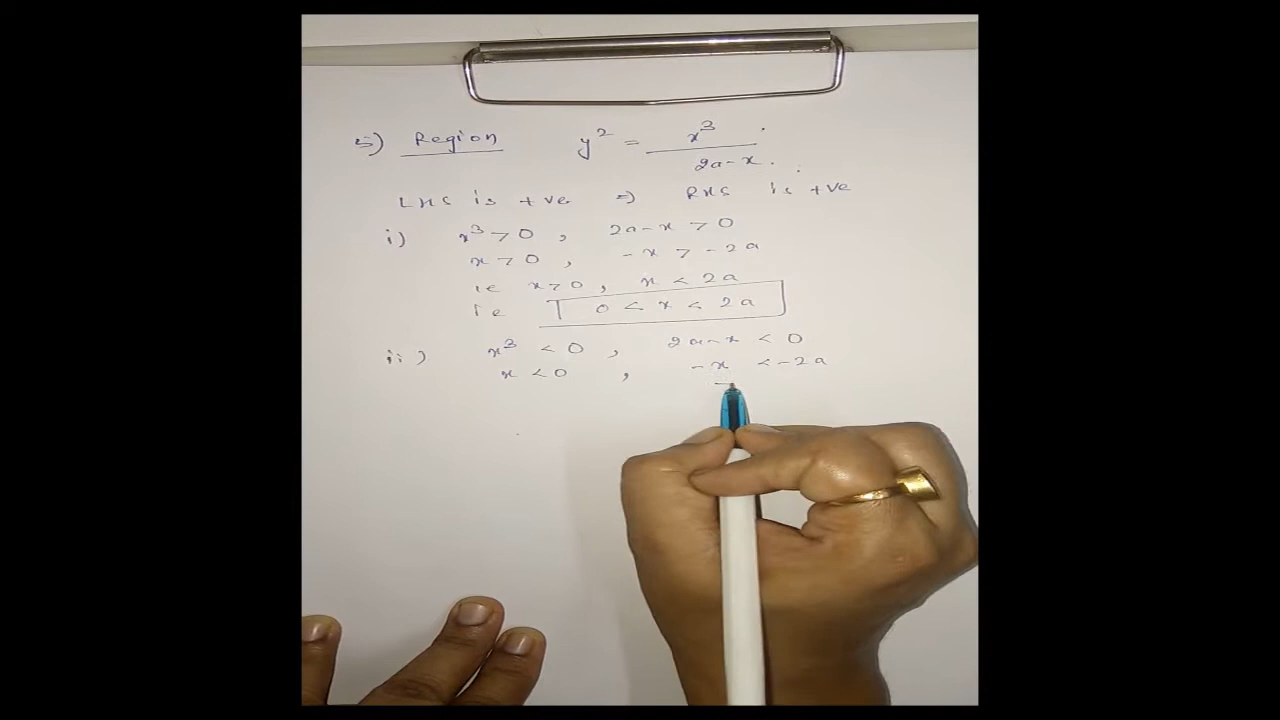 5) Region y² = x³ / 2a-x.
LHS is +ve ⇒ RHS is +ve
i) x³ > 0 , 2a-x > 0
x > 0 , -x > -2a
ie x > 0 , x < 2a
ie 0 < x < 2a
ii) x³ < 0 , 2a-x < 0
x < 0 , -x < -2a